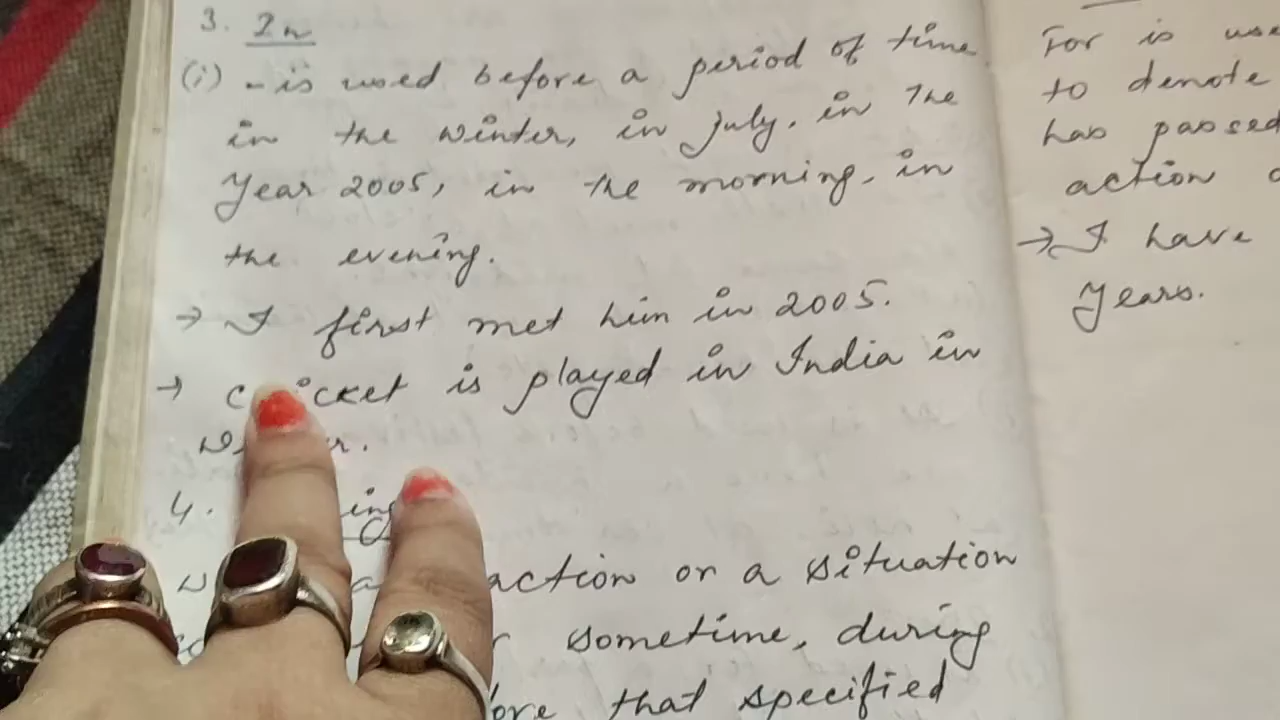 3. In
(i) - is used before a period of time
in the winter, in july, in the
Year 2005, in the morning, in
the evening.
→ I first met him in 2005.
→ cricket is played in India in
4.
action or a situation
sometime, during
that specified
For is
to denote
has passed
action
→ I have
Years.